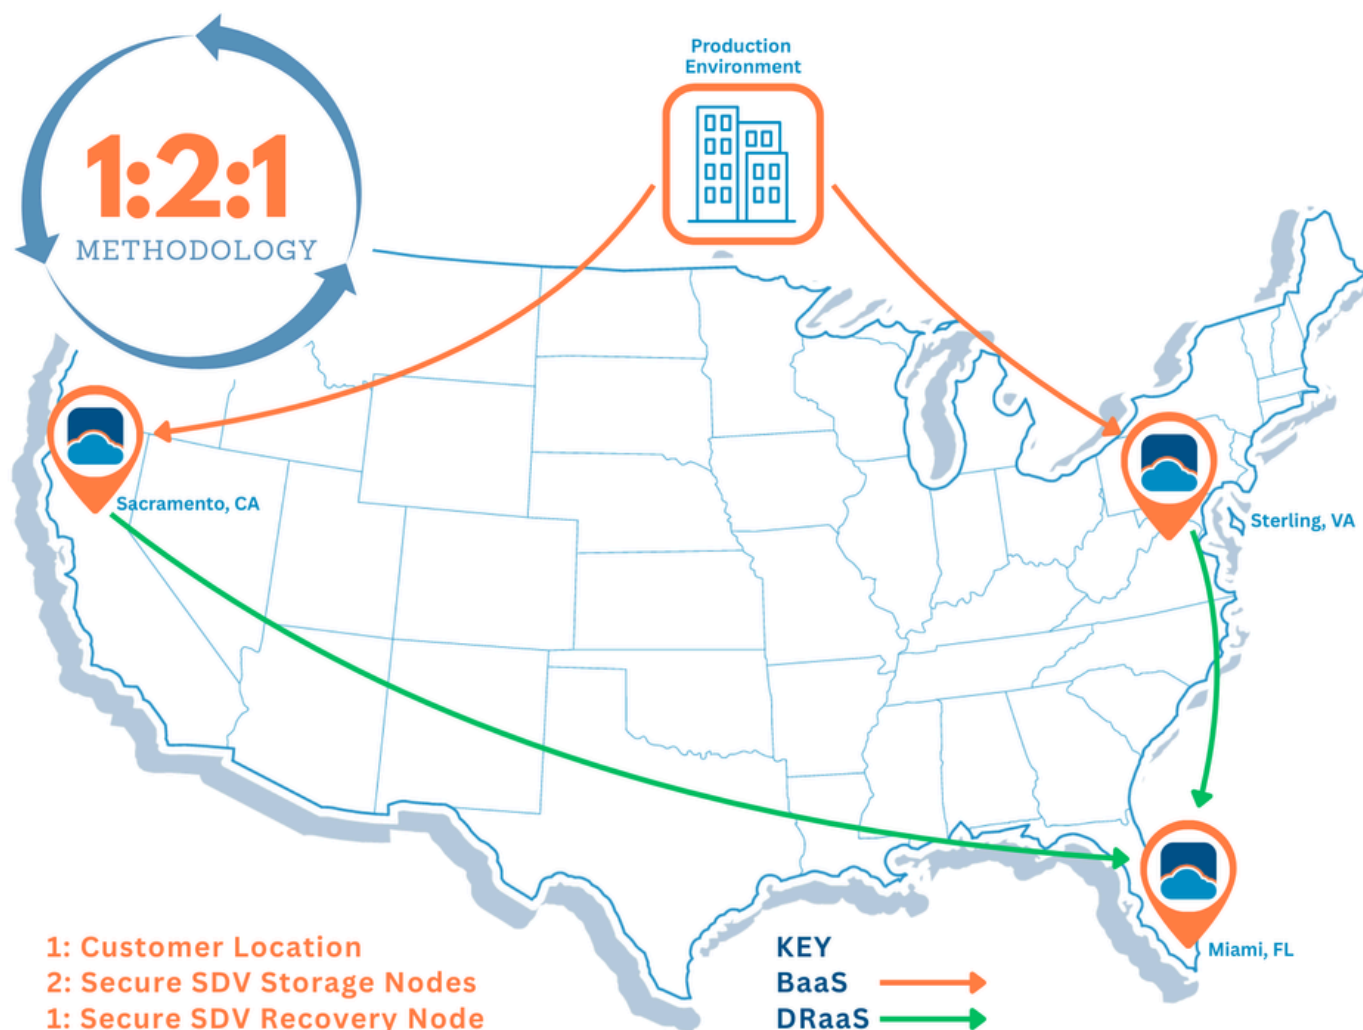 Production
Environment
1:2:1
METHODOLOGY
Sacramento, CA
Sterling, VA
Miami, FL
1: Customer Location
2: Secure SDV Storage Nodes
1: Secure SDV Recovery Node
KEY
BaaS
DRaaS